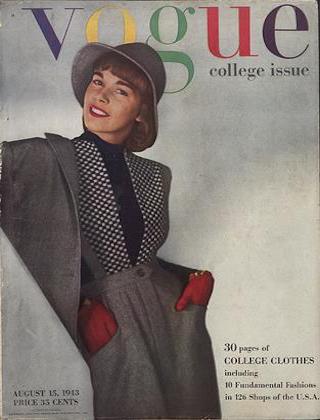 vogue
college issue
30 pages of
COLLEGE CLOTHES
including
10 Fundamental Fashions
in 126 Shops of the U.S.A.
AUGUST 15, 1943
PRICE 35 CENTS